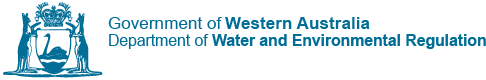 Government of Western Australia
Department of Water and Environmental Regulation